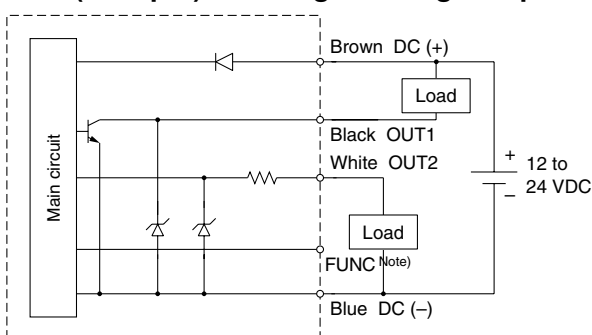 Brown DC (+)
Load
Black OUT1
White OUT2
Main circuit
+
12 to
24 VDC
–
Load
FUNC Note)
Blue DC (–)